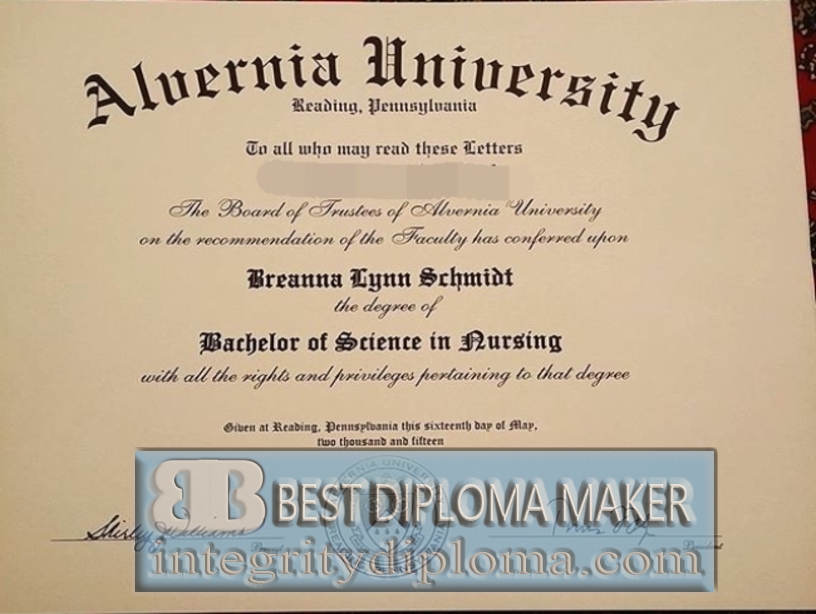 Alvernia University
Reading, Pennsylvania
To all who may read these Letters
The Board of Trustees of Alvernia University
on the recommendation of the Faculty has conferred upon
Breanna Lynn Schmidt
the degree of
Bachelor of Science in Nursing
with all the rights and privileges pertaining to that degree
Given at Reading, Pennsylvania this sixteenth day of May,
two thousand and fifteen
BEST DIPLOMA MAKER
Shirley Williams
President
integritydiploma.com